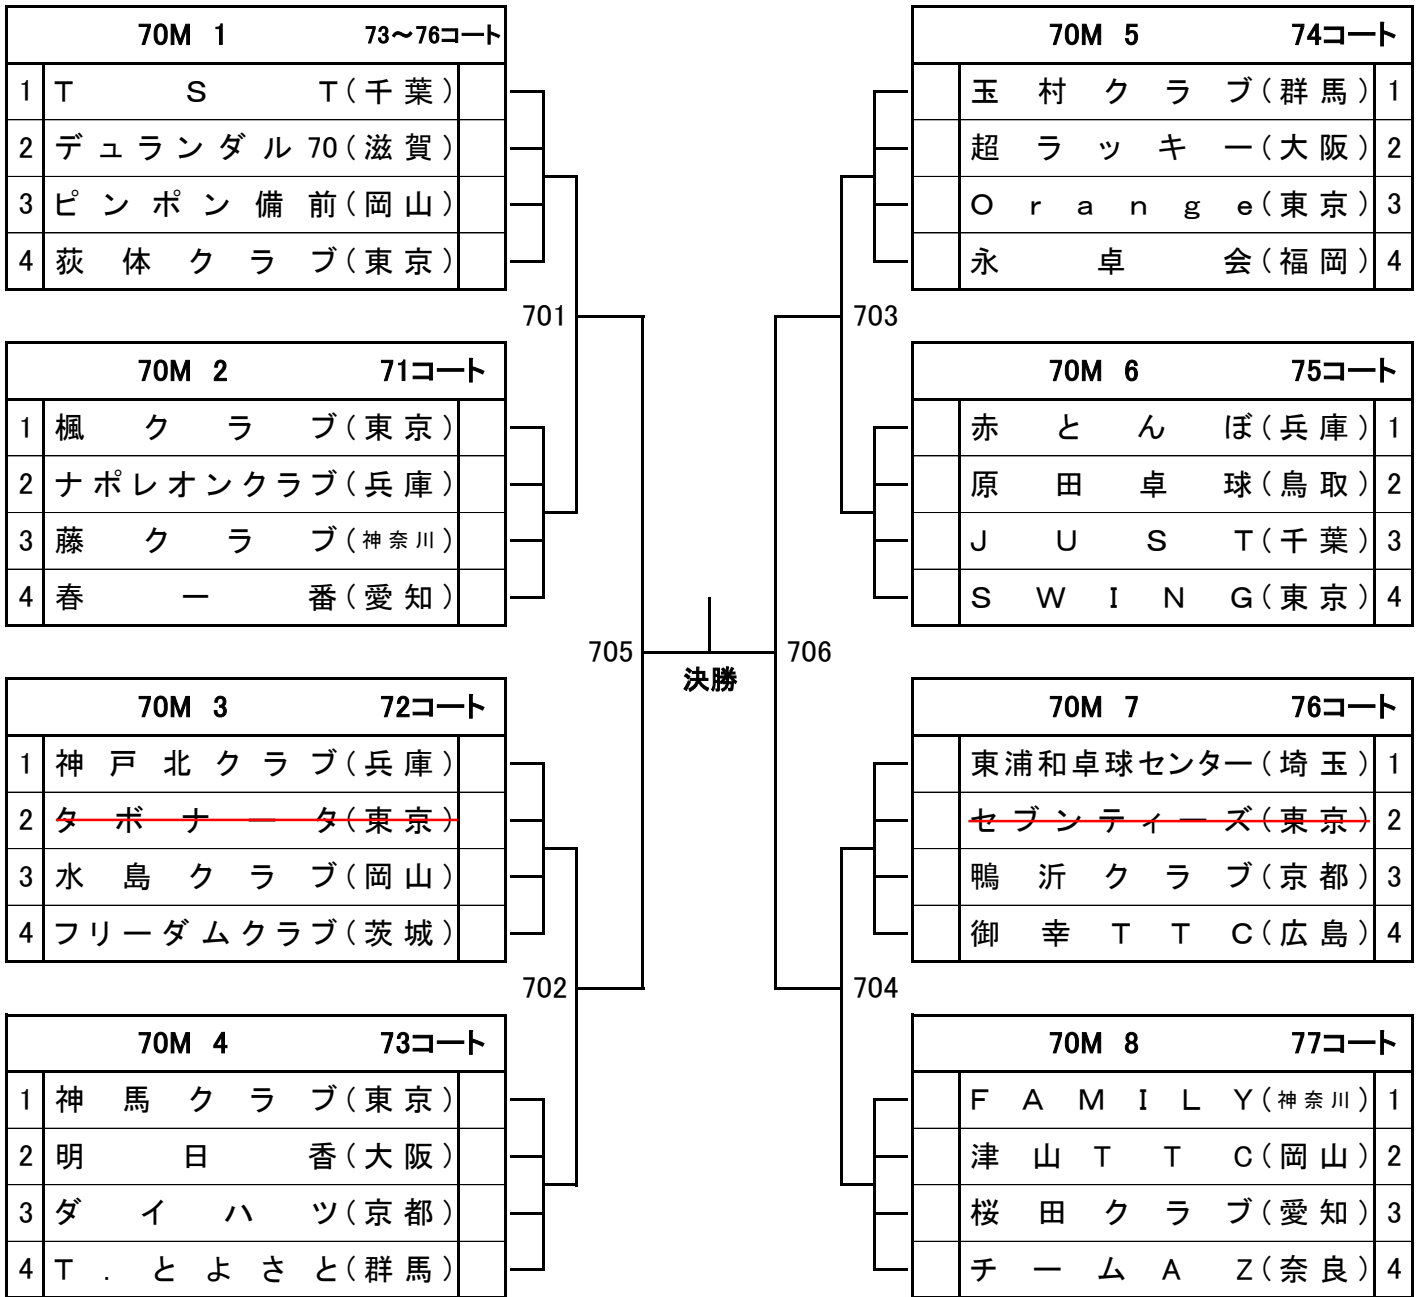 70M 1 73～76コート
1 T S T(千葉)
2 デュランダル70(滋賀)
3 ピンポン備前(岡山)
4 荻体クラブ(東京)
701
70M 2 71コート
1 楓クラブ(東京)
2 ナポレオンクラブ(兵庫)
3 藤クラブ(神奈川)
4 春一番(愛知)
705
70M 3 72コート
1 神戸北クラブ(兵庫)
2 タボナータ(東京)
3 水島クラブ(岡山)
4 フリーダムクラブ(茨城)
702
70M 4 73コート
1 神馬クラブ(東京)
2 明日香(大阪)
3 ダイハツ(京都)
4 T.とよさと(群馬)
決勝
70M 5 74コート
玉村クラブ(群馬) 1
超ラッキー(大阪) 2
Orange(東京) 3
永卓会(福岡) 4
703
70M 6 75コート
赤とんぼ(兵庫) 1
原田卓球(鳥取) 2
JUST(千葉) 3
SWING(東京) 4
706
70M 7 76コート
東浦和卓球センター(埼玉) 1
セブンティーズ(東京) 2
鴨沂クラブ(京都) 3
御幸TTC(広島) 4
704
70M 8 77コート
FAMILY(神奈川) 1
津山TTC(岡山) 2
桜田クラブ(愛知) 3
チームAZ(奈良) 4